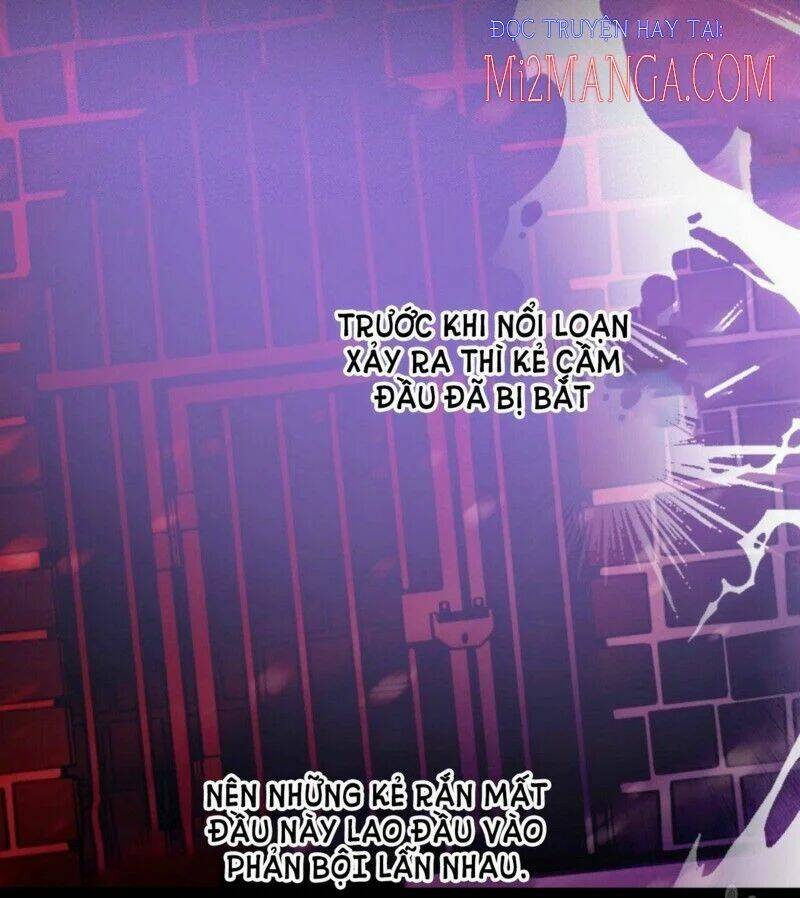 ĐỌC TRUYỆN HAY TẠI:
Mi2MANGA.COM
TRƯỚC KHI NỔI LOẠN
XẢY RA THÌ KẺ CẦM
ĐẦU ĐÃ BỊ BẮT
NÊN NHỮNG KẺ RẮN MẤT
ĐẦU NÀY LAO ĐẦU VÀO
PHẢN BỘI LẪN NHAU.